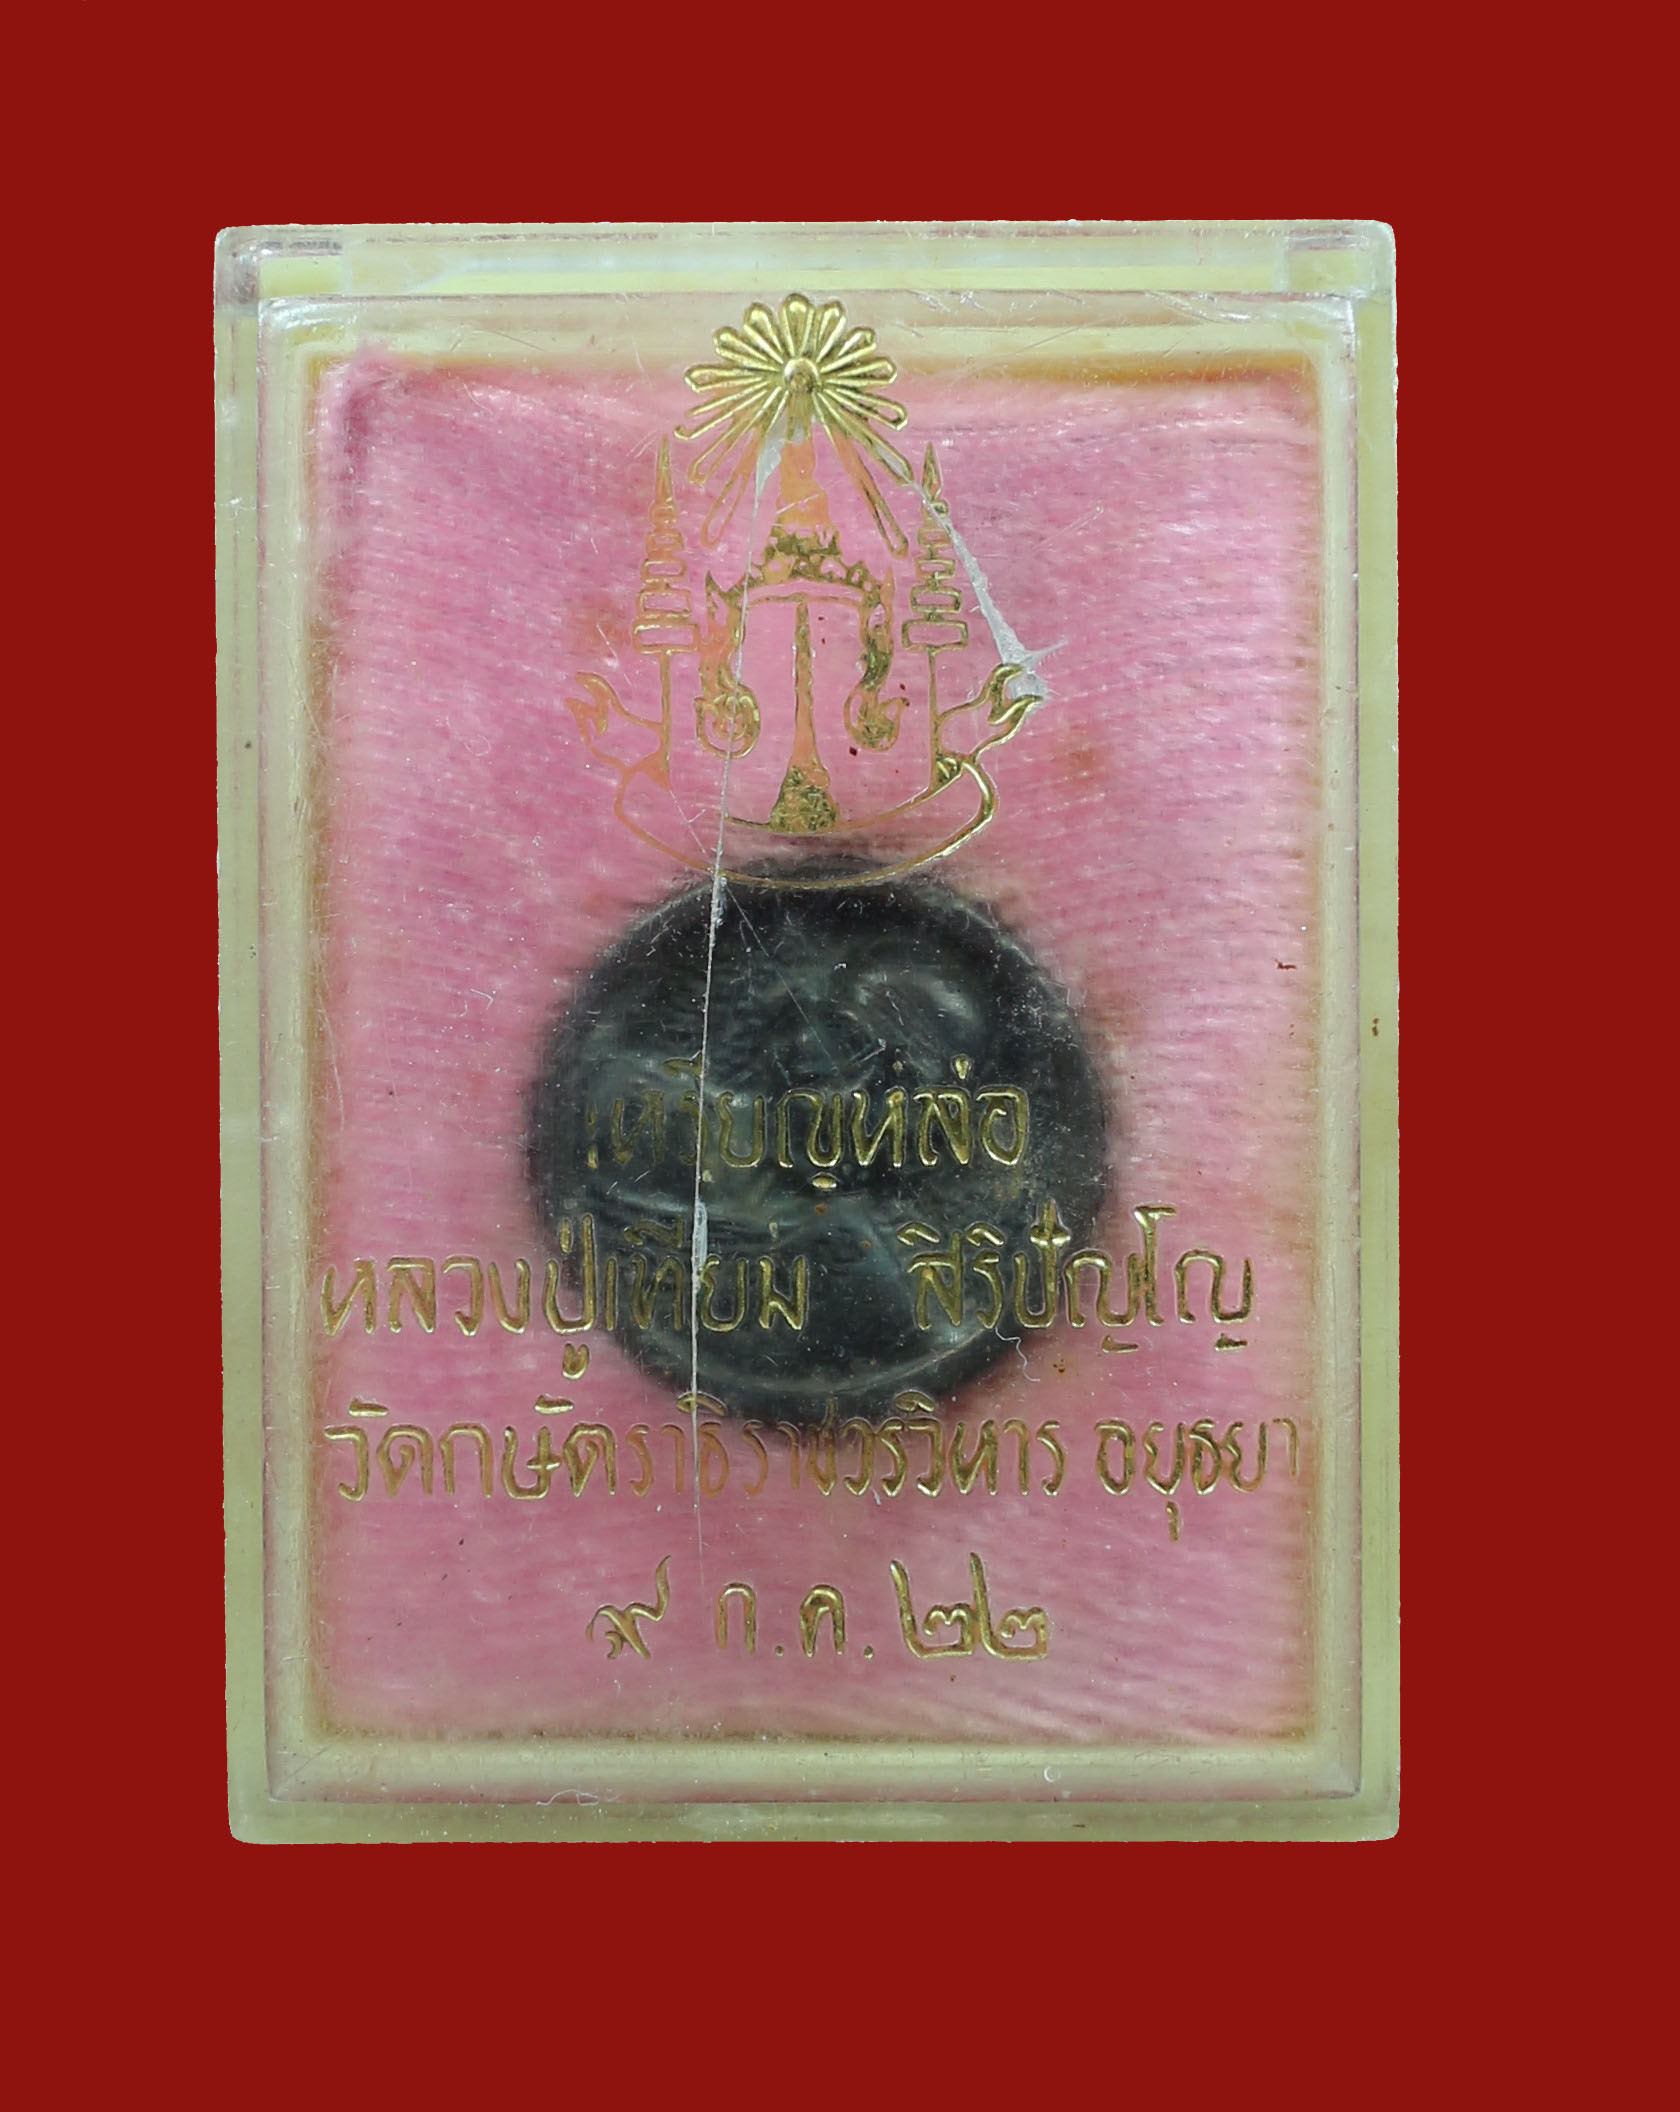 เหรียญหล่อ
หลวงปู่เทียม สิริปัญโญ
วัดกษัตราธิราชวรวิหาร อยุธยา
๙ ก.ค. ๒๒